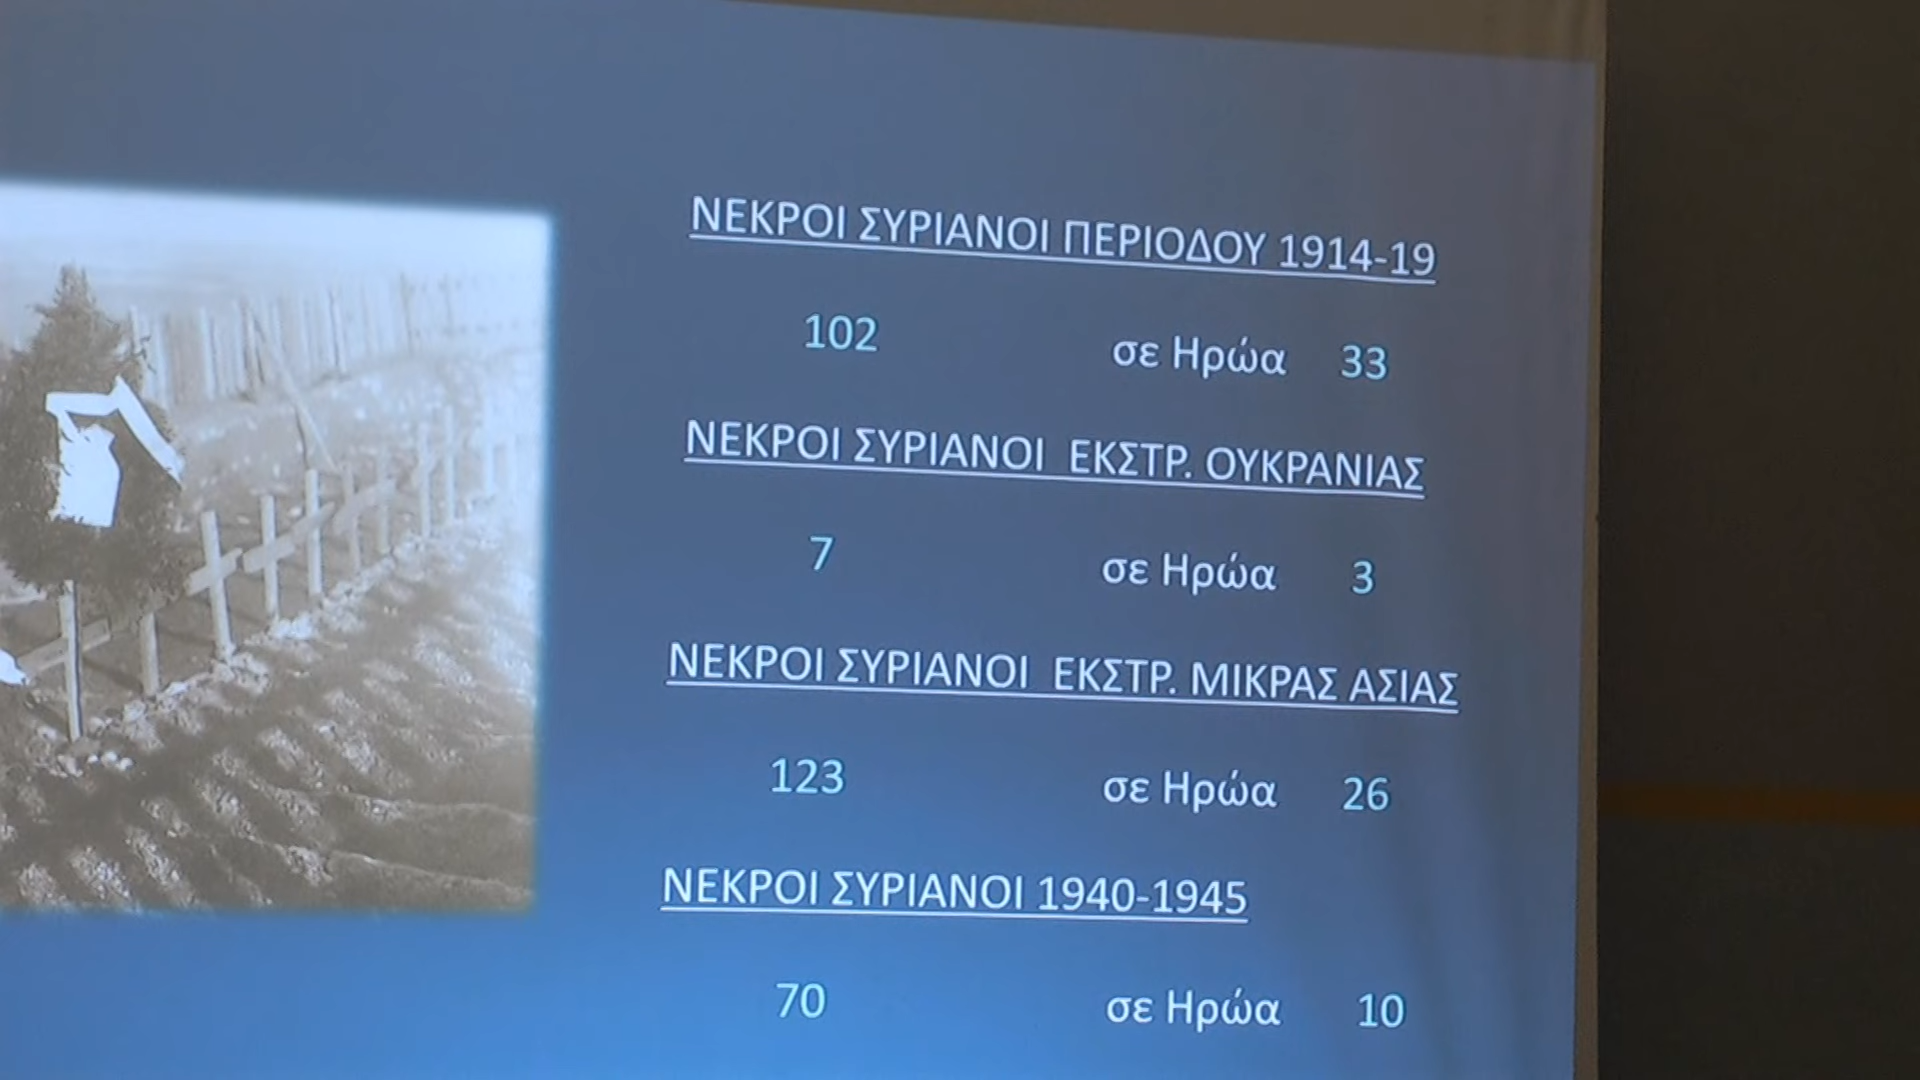 ΝΕΚΡΟΙ ΣΥΡΙΑΝΟΙ ΠΕΡΙΟΔΟΥ 1914-19
102 σε Ηρώα 33
ΝΕΚΡΟΙ ΣΥΡΙΑΝΟΙ ΕΚΣΤΡ. ΟΥΚΡΑΝΙΑΣ
7 σε Ηρώα 3
ΝΕΚΡΟΙ ΣΥΡΙΑΝΟΙ ΕΚΣΤΡ. ΜΙΚΡΑΣ ΑΣΙΑΣ
123 σε Ηρώα 26
ΝΕΚΡΟΙ ΣΥΡΙΑΝΟΙ 1940-1945
70 σε Ηρώα 10